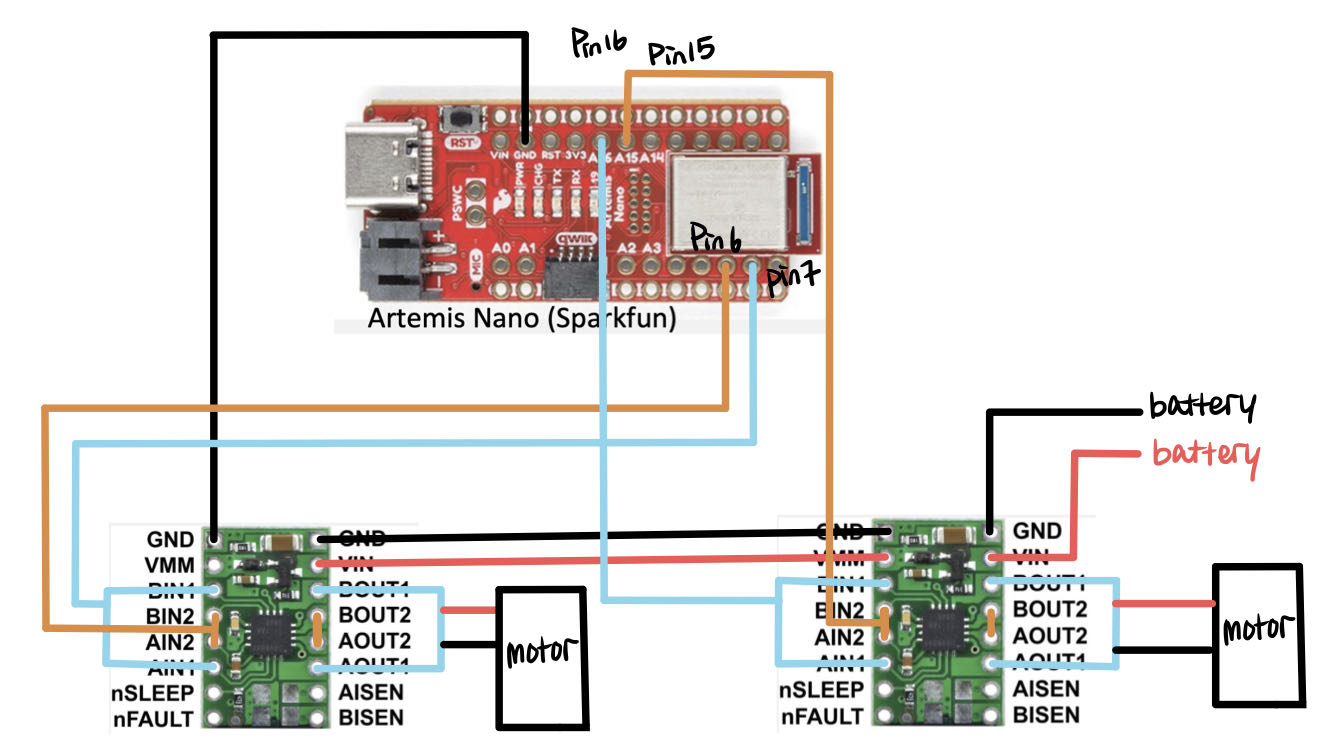 Pin16
Pin15
RST
VIN GND RST 3V3 A15 A14
PWR
CHG
TX
RX
19
Artemis
Nano
PSWC
qwiic
Pin6
A0 A1
A2 A3
MIC
pin7
Artemis Nano (Sparkfun)
battery
battery
GND
VMM
BIN1
BIN2
AIN2
AIN1
nSLEEP
nFAULT
GND
VIN
BOUT1
BOUT2
AOUT2
AOUT1
AISEN
BISEN
motor
GND
VMM
BIN1
BIN2
AIN2
AIN1
nSLEEP
nFAULT
GND
VIN
BOUT1
BOUT2
AOUT2
AOUT1
AISEN
BISEN
motor